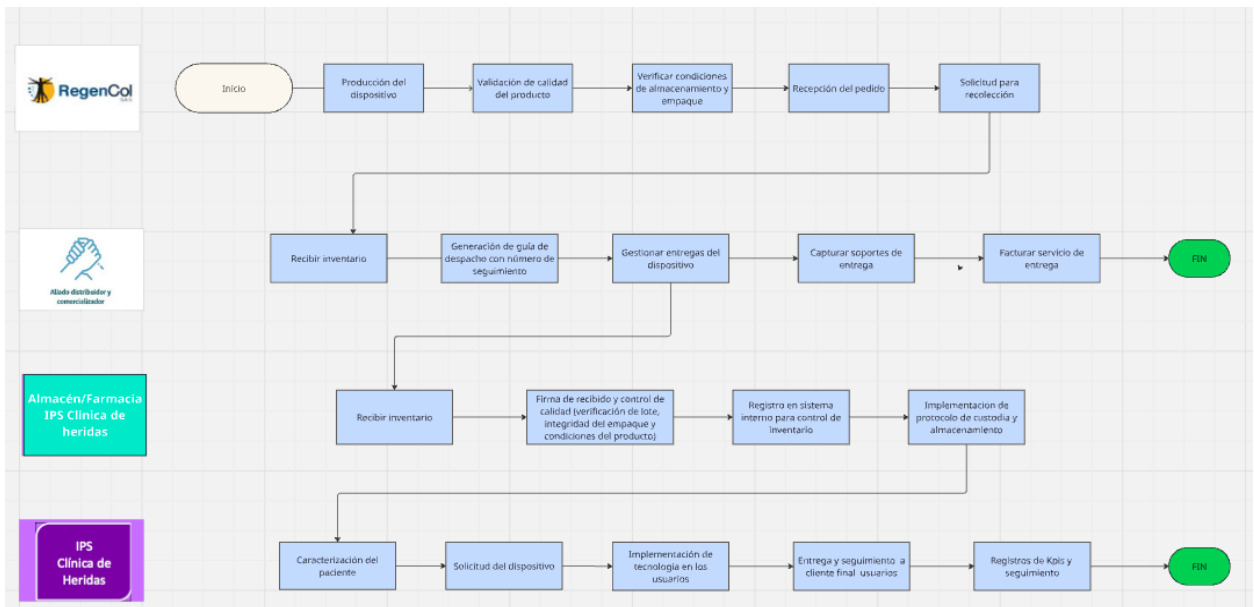 RegenCol
S.A.S
Inicio
Producción del
dispositivo
Validación de calidad
del producto
Verificar condiciones
de almacenamiento y
empaque
Recepción del pedido
Solicitud para
recolección
Aliado distribuidor y
comercializador
Recibir inventario
Generación de guía de
despacho con número de
seguimiento
Gestionar entregas del
dispositivo
Capturar soportes de
entrega
Facturar servicio de
entrega
FIN
Almacén/Farmacia
IPS Clinica de
heridas
Recibir inventario
Firma de recibido y control de
calidad (verificación de lote,
integridad del empaque y
condiciones del producto)
Registro en sistema
interno para control de
inventario
Implementacion de
protocolo de custodia y
almacenamiento
IPS
Clínica de
Heridas
Caracterización del
paciente
Solicitud del dispositivo
Implementación de
tecnología en los
usuarios
Entrega y seguimiento a
cliente final usuarios
Registros de Kpis y
seguimiento
FIN